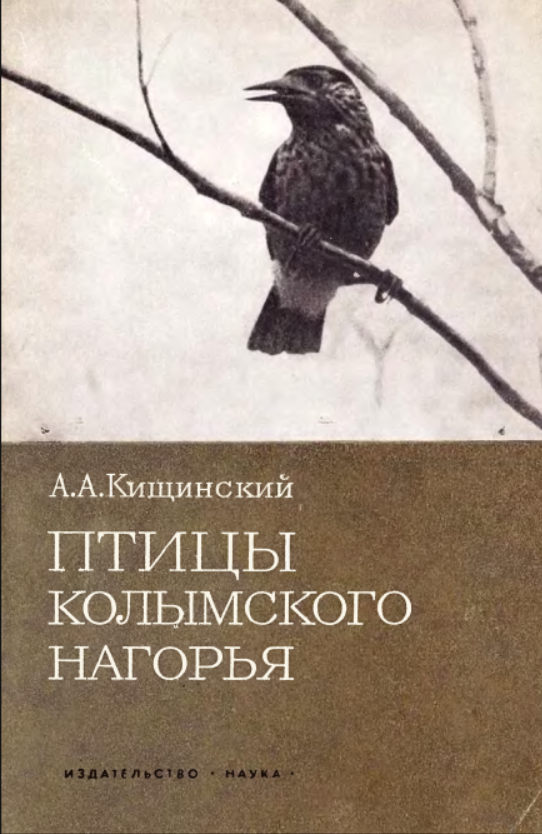 А.А.Кищинский
ПТИЦЫ
КОЛЫМСКОГО
НАГОРЬЯ
ИЗДАТЕЛЬСТВО · НАУКА ·